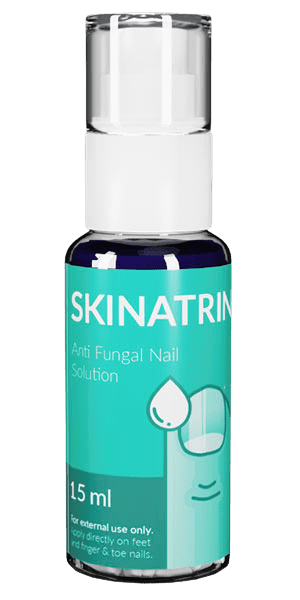 SKINATRIN
Anti Fungal Nail
Solution
15 ml
For external use only.
Apply directly on feet
and finger & toe nails.